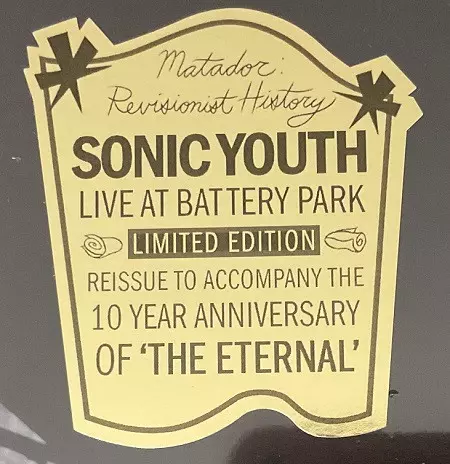 Matador:
Revisionist History
SONIC YOUTH
LIVE AT BATTERY PARK
LIMITED EDITION
REISSUE TO ACCOMPANY THE
10 YEAR ANNIVERSARY
OF 'THE ETERNAL'